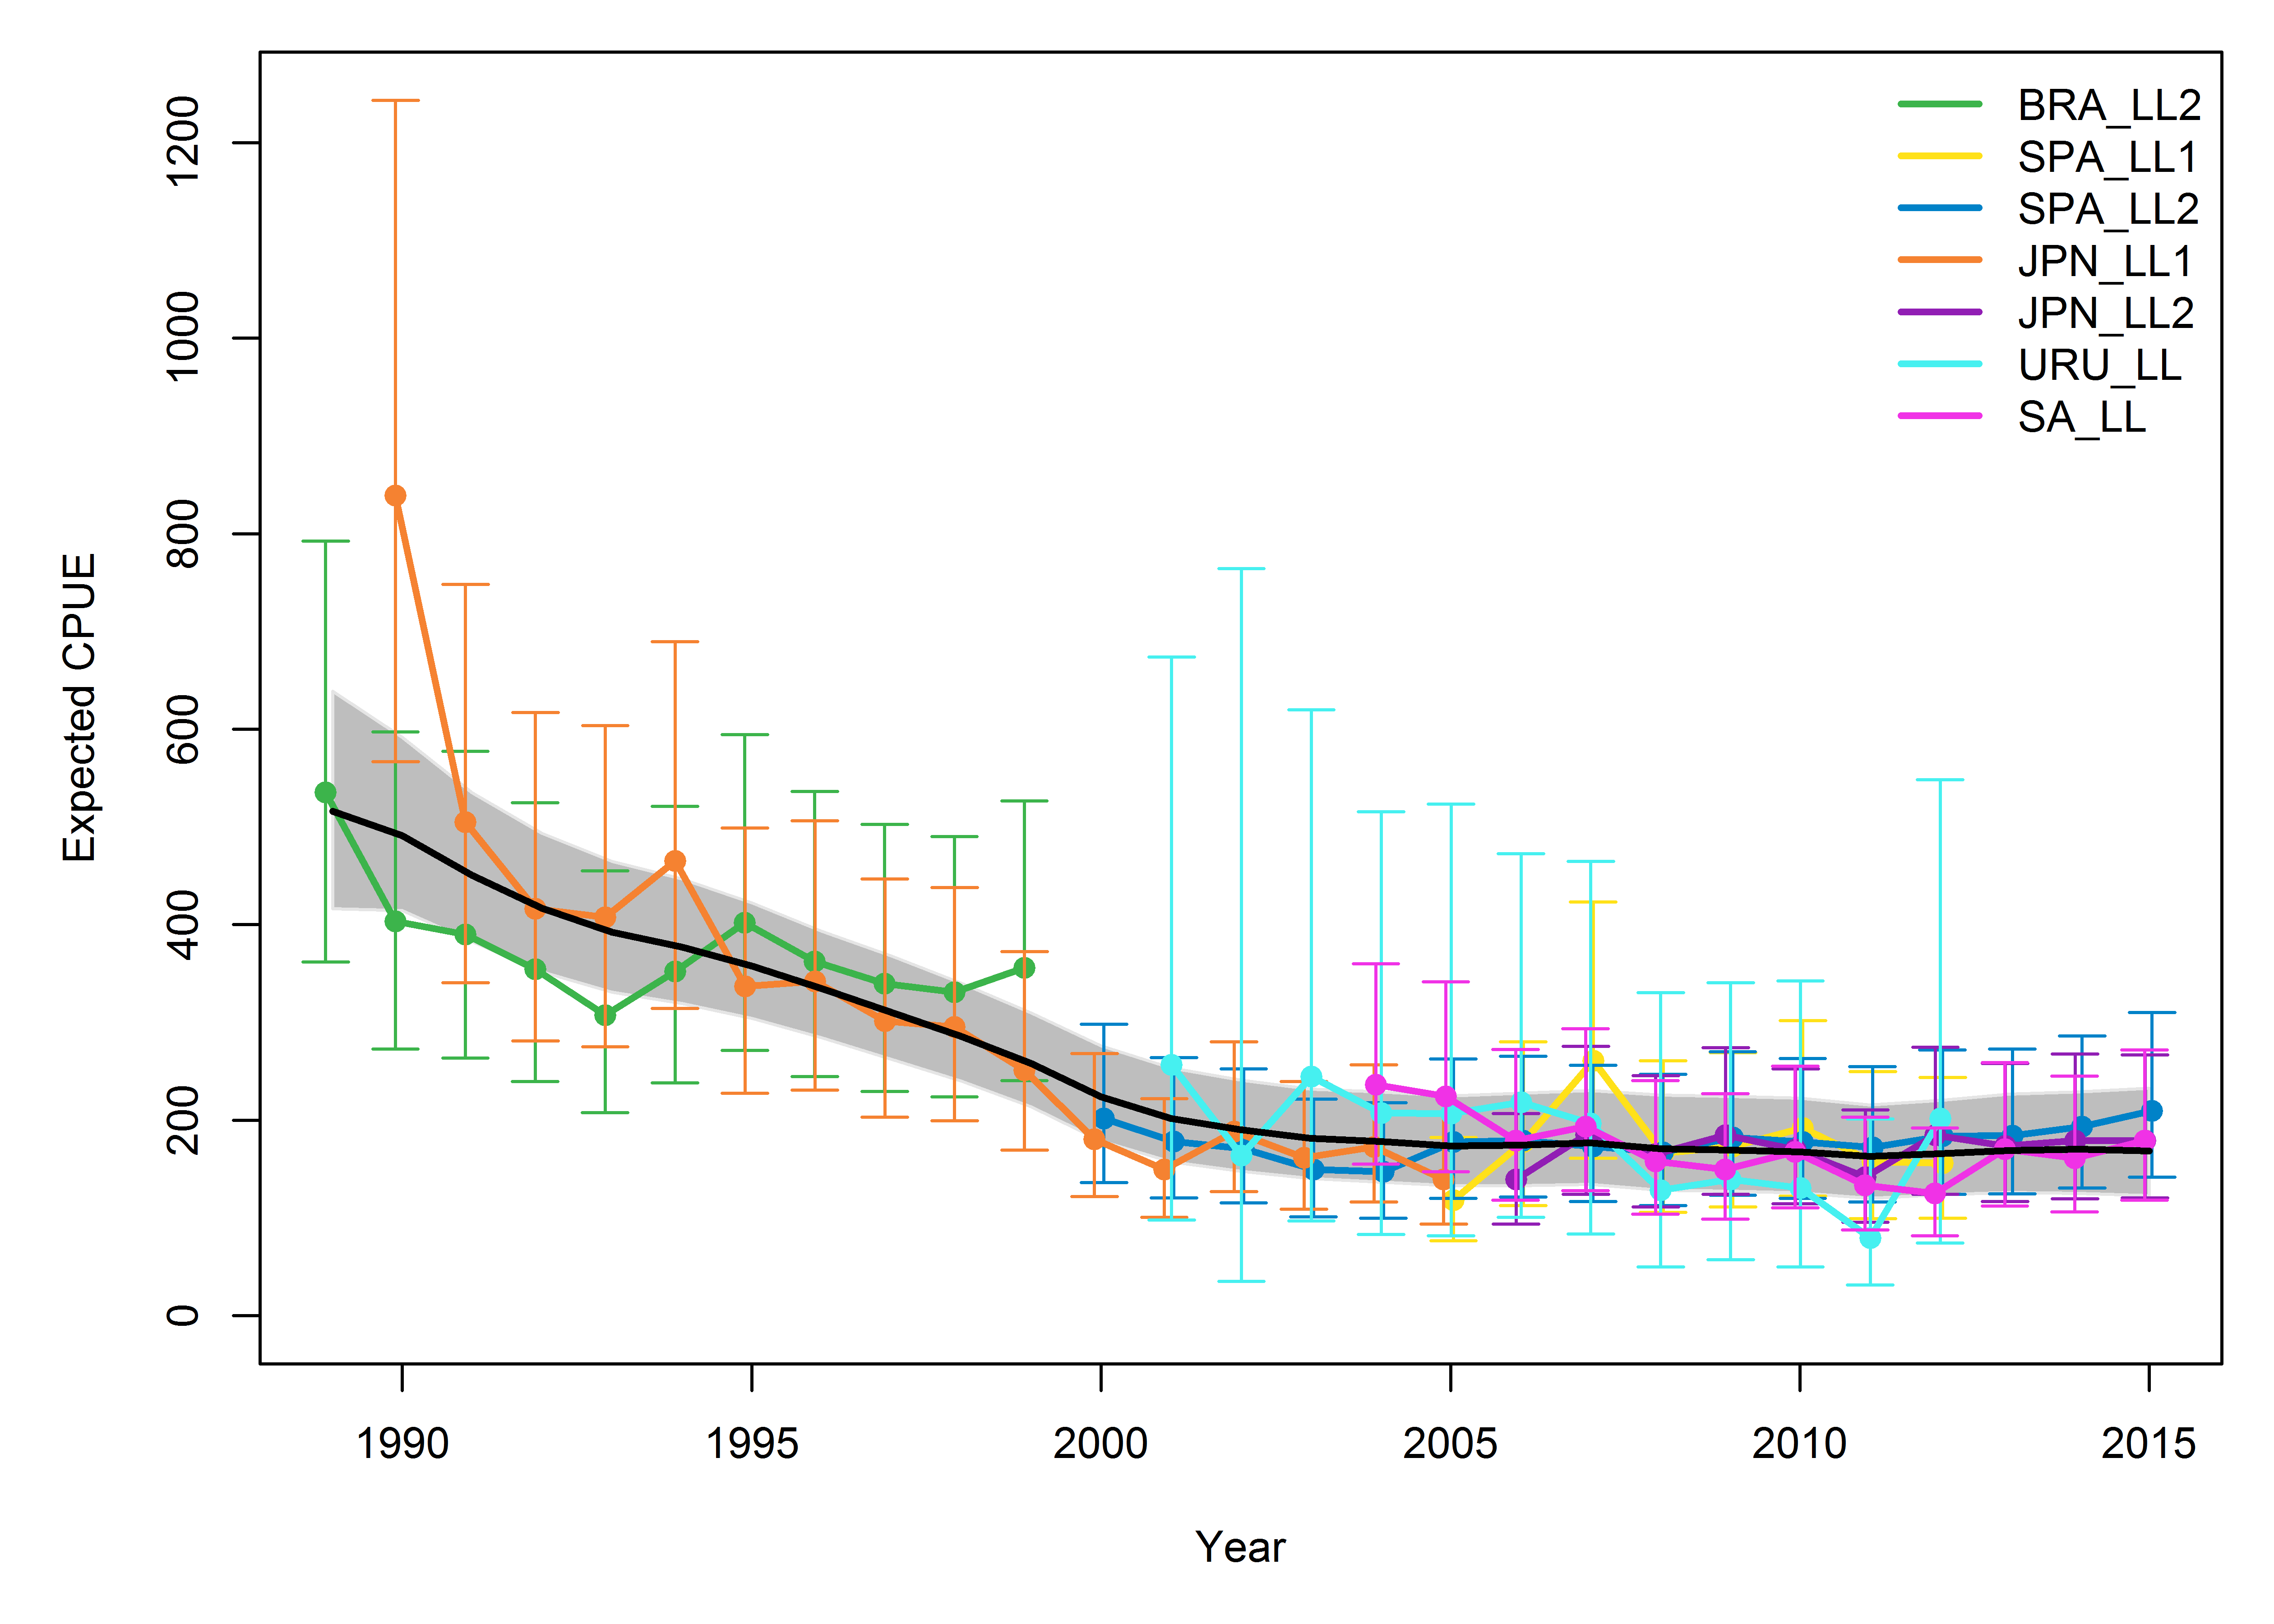 BRA_LL2
SPA_LL1
SPA_LL2
JPN_LL1
JPN_LL2
URU_LL
SA_LL
Expected CPUE
1200
1000
800
600
400
200
0
1990 1995 2000 2005 2010 2015
Year